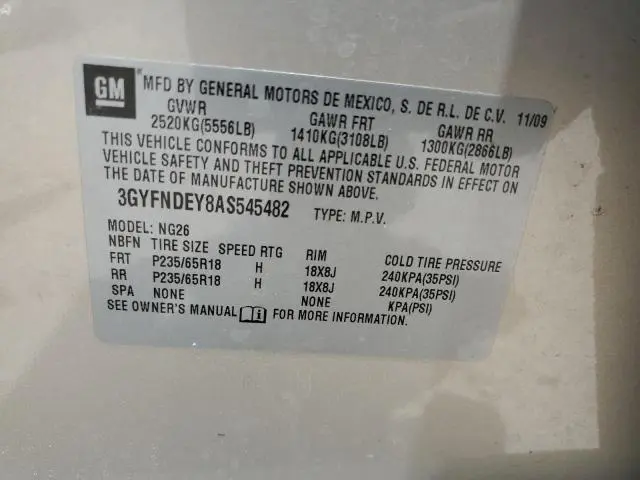 GM MFD BY GENERAL MOTORS DE MEXICO, S. DE R.L. DE C.V. 11/09
GVWR GAWR FRT GAWR RR
2520KG(5556LB) 1410KG(3108LB) 1300KG(2866LB)
THIS VEHICLE CONFORMS TO ALL APPLICABLE U.S. FEDERAL MOTOR
VEHICLE SAFETY AND THEFT PREVENTION STANDARDS IN EFFECT ON
THE DATE OF MANUFACTURE SHOWN ABOVE.
3GYFNDEY8AS545482 TYPE: M.P.V.
MODEL: NG26
NBFN TIRE SIZE SPEED RTG RIM COLD TIRE PRESSURE
FRT P235/65R18 H 18X8J 240KPA(35PSI)
RR P235/65R18 H 18X8J 240KPA(35PSI)
SPA NONE NONE KPA(PSI)
SEE OWNER'S MANUAL i FOR MORE INFORMATION.